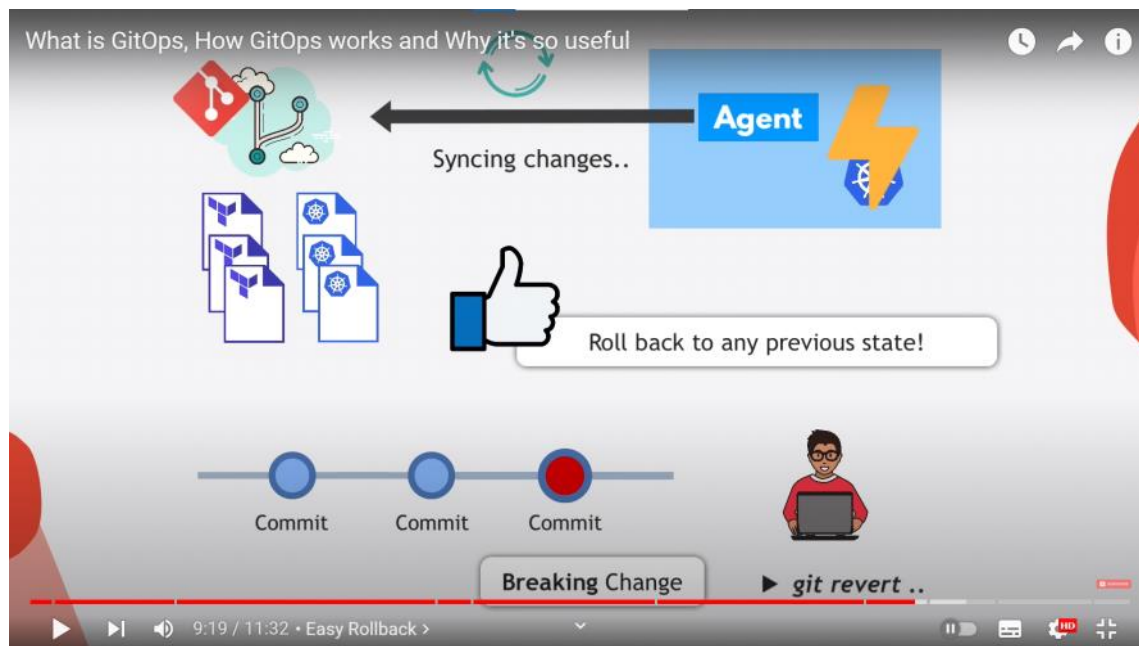 What is GitOps, How GitOps works and Why it's so useful
Agent
Syncing changes..
Roll back to any previous state!
Commit
Commit
Commit
Breaking Change
git revert ..
9:19 / 11:32 • Easy Rollback >
HD